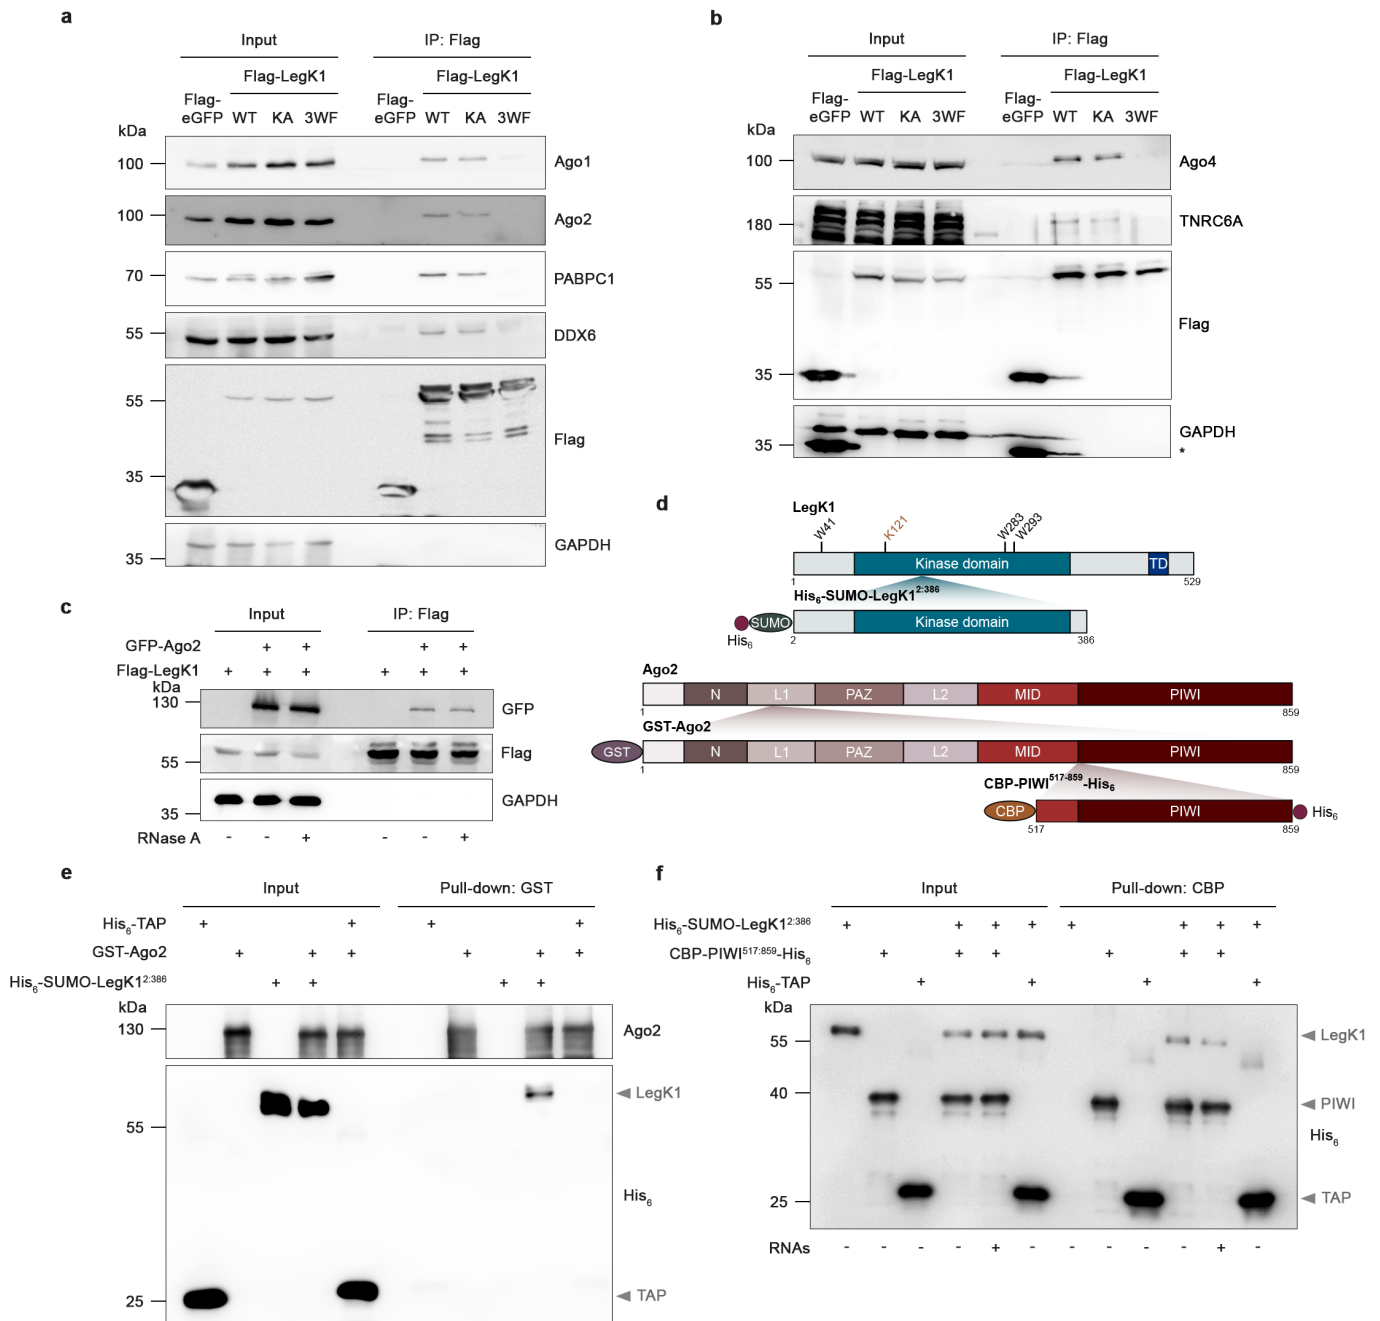 a
Input IP: Flag
Flag-LegK1 Flag-LegK1
Flag-eGFP WT KA 3WF Flag-eGFP WT KA 3WF
kDa
100 Ago1
100 Ago2
70 PABPC1
55 DDX6
55
Flag
35
GAPDH
35
b
Input IP: Flag
Flag-LegK1 Flag-LegK1
Flag-eGFP WT KA 3WF Flag-eGFP WT KA 3WF
kDa
100 Ago4
180 TNRC6A
55
Flag
35
GAPDH
35 *
c
Input IP: Flag
GFP-Ago2 + + + +
Flag-LegK1 + + + + + +
kDa
130 GFP
Flag
55
GAPDH
35
RNase A - - + - - +
d
LegK1
W41 K121 W283 W293
Kinase domain TD
1 529
His₆-SUMO-LegK1²:³⁸⁶
SUMO Kinase domain
His₆ 2 386
Ago2
N L1 PAZ L2 MID PIWI
1 859
GST-Ago2
GST N L1 PAZ L2 MID PIWI
1 859
CBP-PIWI⁵¹⁷⁻⁸⁵⁹-His₆
CBP PIWI His₆
517 859
e
Input Pull-down: GST
His₆-TAP + + + +
GST-Ago2 + + + + + +
His₆-SUMO-LegK1²:³⁸⁶ + + + +
kDa
130 Ago2
LegK1
55
His₆
25 TAP
f
Input Pull-down: CBP
His₆-SUMO-LegK1²:³⁸⁶ + + + + + + + +
CBP-PIWI⁵¹⁷:⁸⁵⁹-His₆ + + + + + +
His₆-TAP + + + +
kDa
55 LegK1
40 PIWI
His₆
25 TAP
RNAs - - - - + - - - - - + -